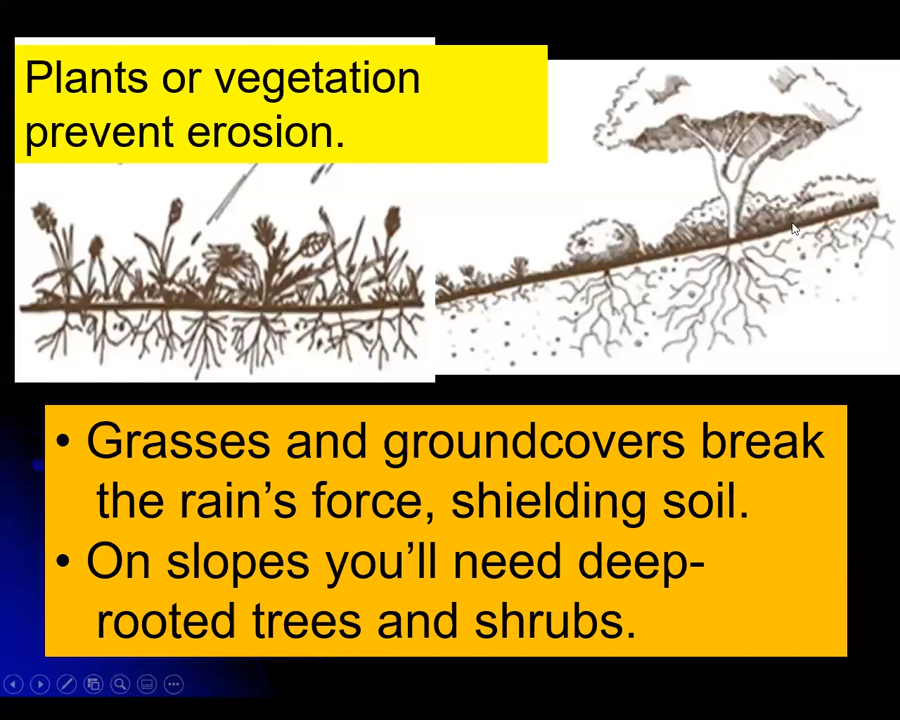 Plants or vegetation
prevent erosion.
• Grasses and groundcovers break
the rain’s force, shielding soil.
• On slopes you’ll need deep-
rooted trees and shrubs.